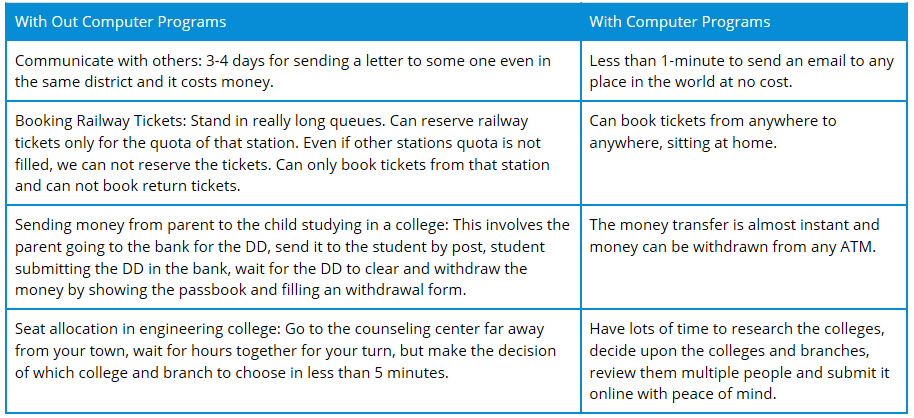 With Out Computer Programs
With Computer Programs
Communicate with others: 3-4 days for sending a letter to some one even in
the same district and it costs money.
Less than 1-minute to send an email to any
place in the world at no cost.
Booking Railway Tickets: Stand in really long queues. Can reserve railway
tickets only for the quota of that station. Even if other stations quota is not
filled, we can not reserve the tickets. Can only book tickets from that station
and can not book return tickets.
Can book tickets from anywhere to
anywhere, sitting at home.
Sending money from parent to the child studying in a college: This involves the
parent going to the bank for the DD, send it to the student by post, student
submitting the DD in the bank, wait for the DD to clear and withdraw the
money by showing the passbook and filling an withdrawal form.
The money transfer is almost instant and
money can be withdrawn from any ATM.
Seat allocation in engineering college: Go to the counseling center far away
from your town, wait for hours together for your turn, but make the decision
of which college and branch to choose in less than 5 minutes.
Have lots of time to research the colleges,
decide upon the colleges and branches,
review them multiple people and submit it
online with peace of mind.